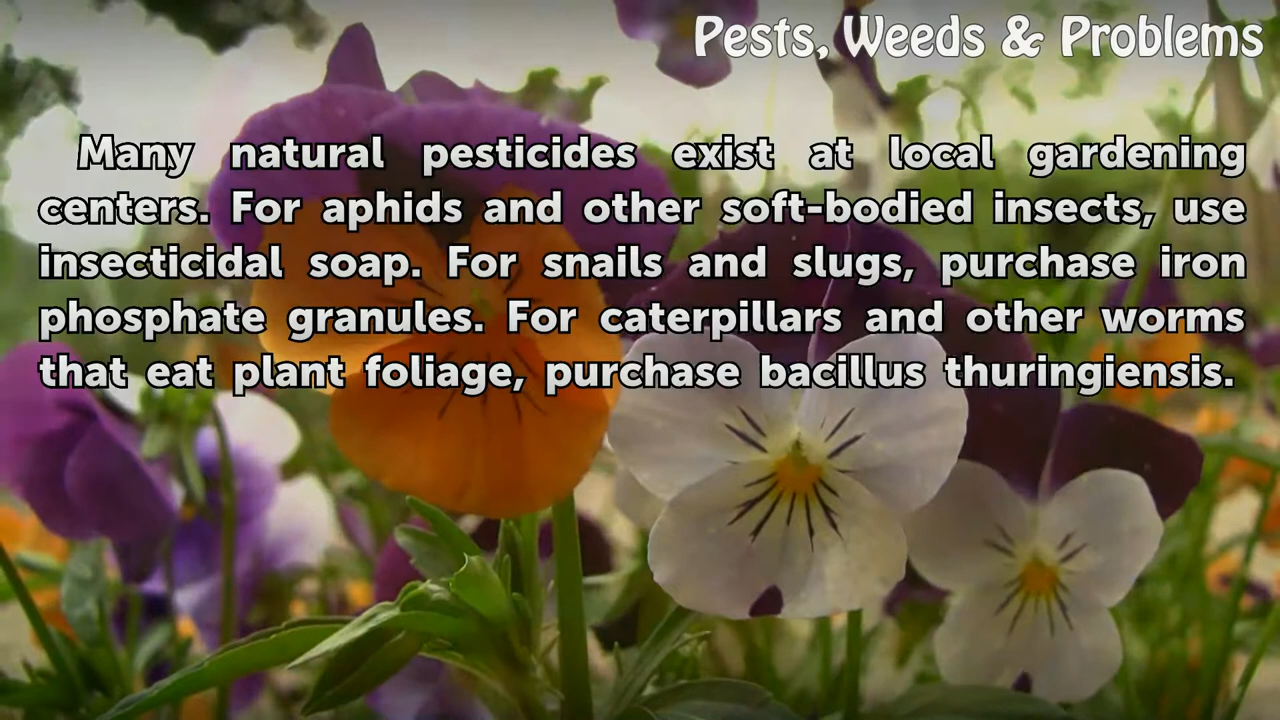 Pests, Weeds & Problems
Many natural pesticides exist at local gardening
centers. For aphids and other soft-bodied insects, use
insecticidal soap. For snails and slugs, purchase iron
phosphate granules. For caterpillars and other worms
that eat plant foliage, purchase bacillus thuringiensis.